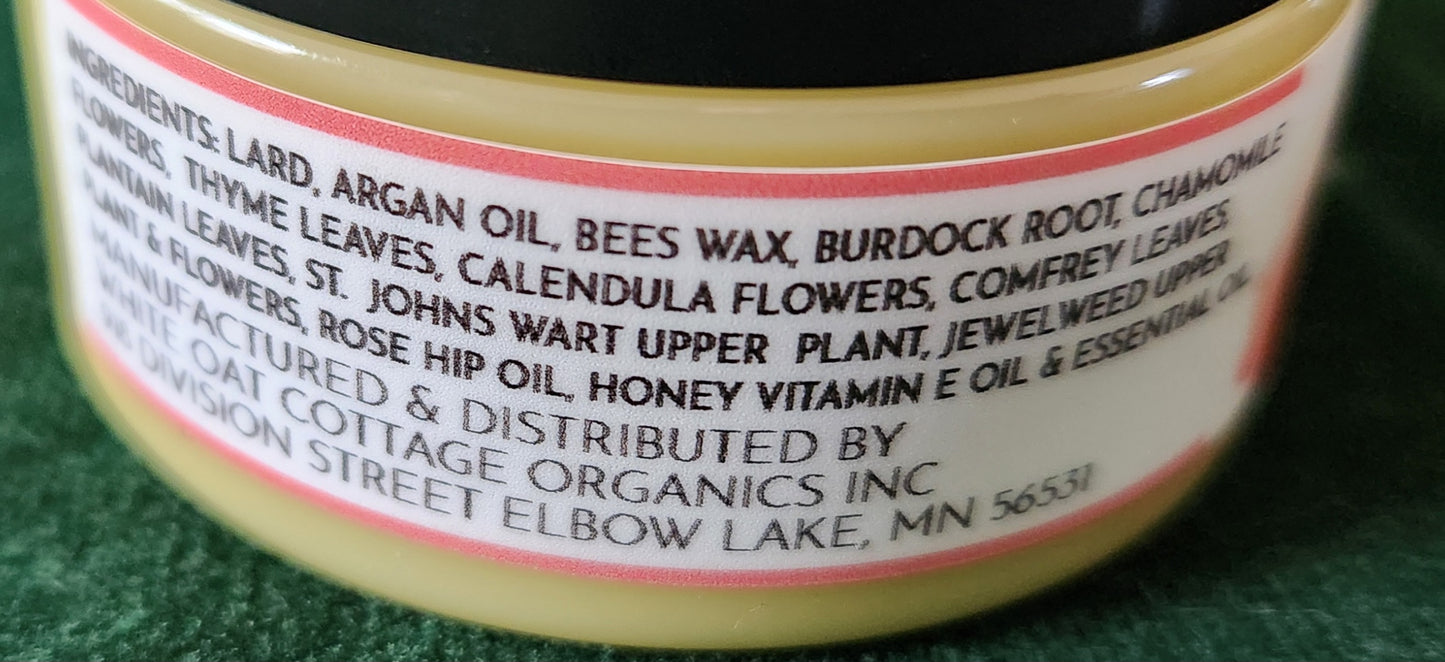 INGREDIENTS: LARD, ARGAN OIL, BEES WAX, BURDOCK ROOT, CHAMOMILE
FLOWERS, THYME LEAVES, CALENDULA FLOWERS, COMFREY LEAVES,
PLANTAIN LEAVES, ST. JOHNS WART UPPER PLANT, JEWELWEED UPPER
PLANT & FLOWERS, ROSE HIP OIL, HONEY VITAMIN E OIL & ESSENTIAL OIL
MANUFACTURED & DISTRIBUTED BY
WHITE OAT COTTAGE ORGANICS INC
DIVISION STREET ELBOW LAKE, MN 56531